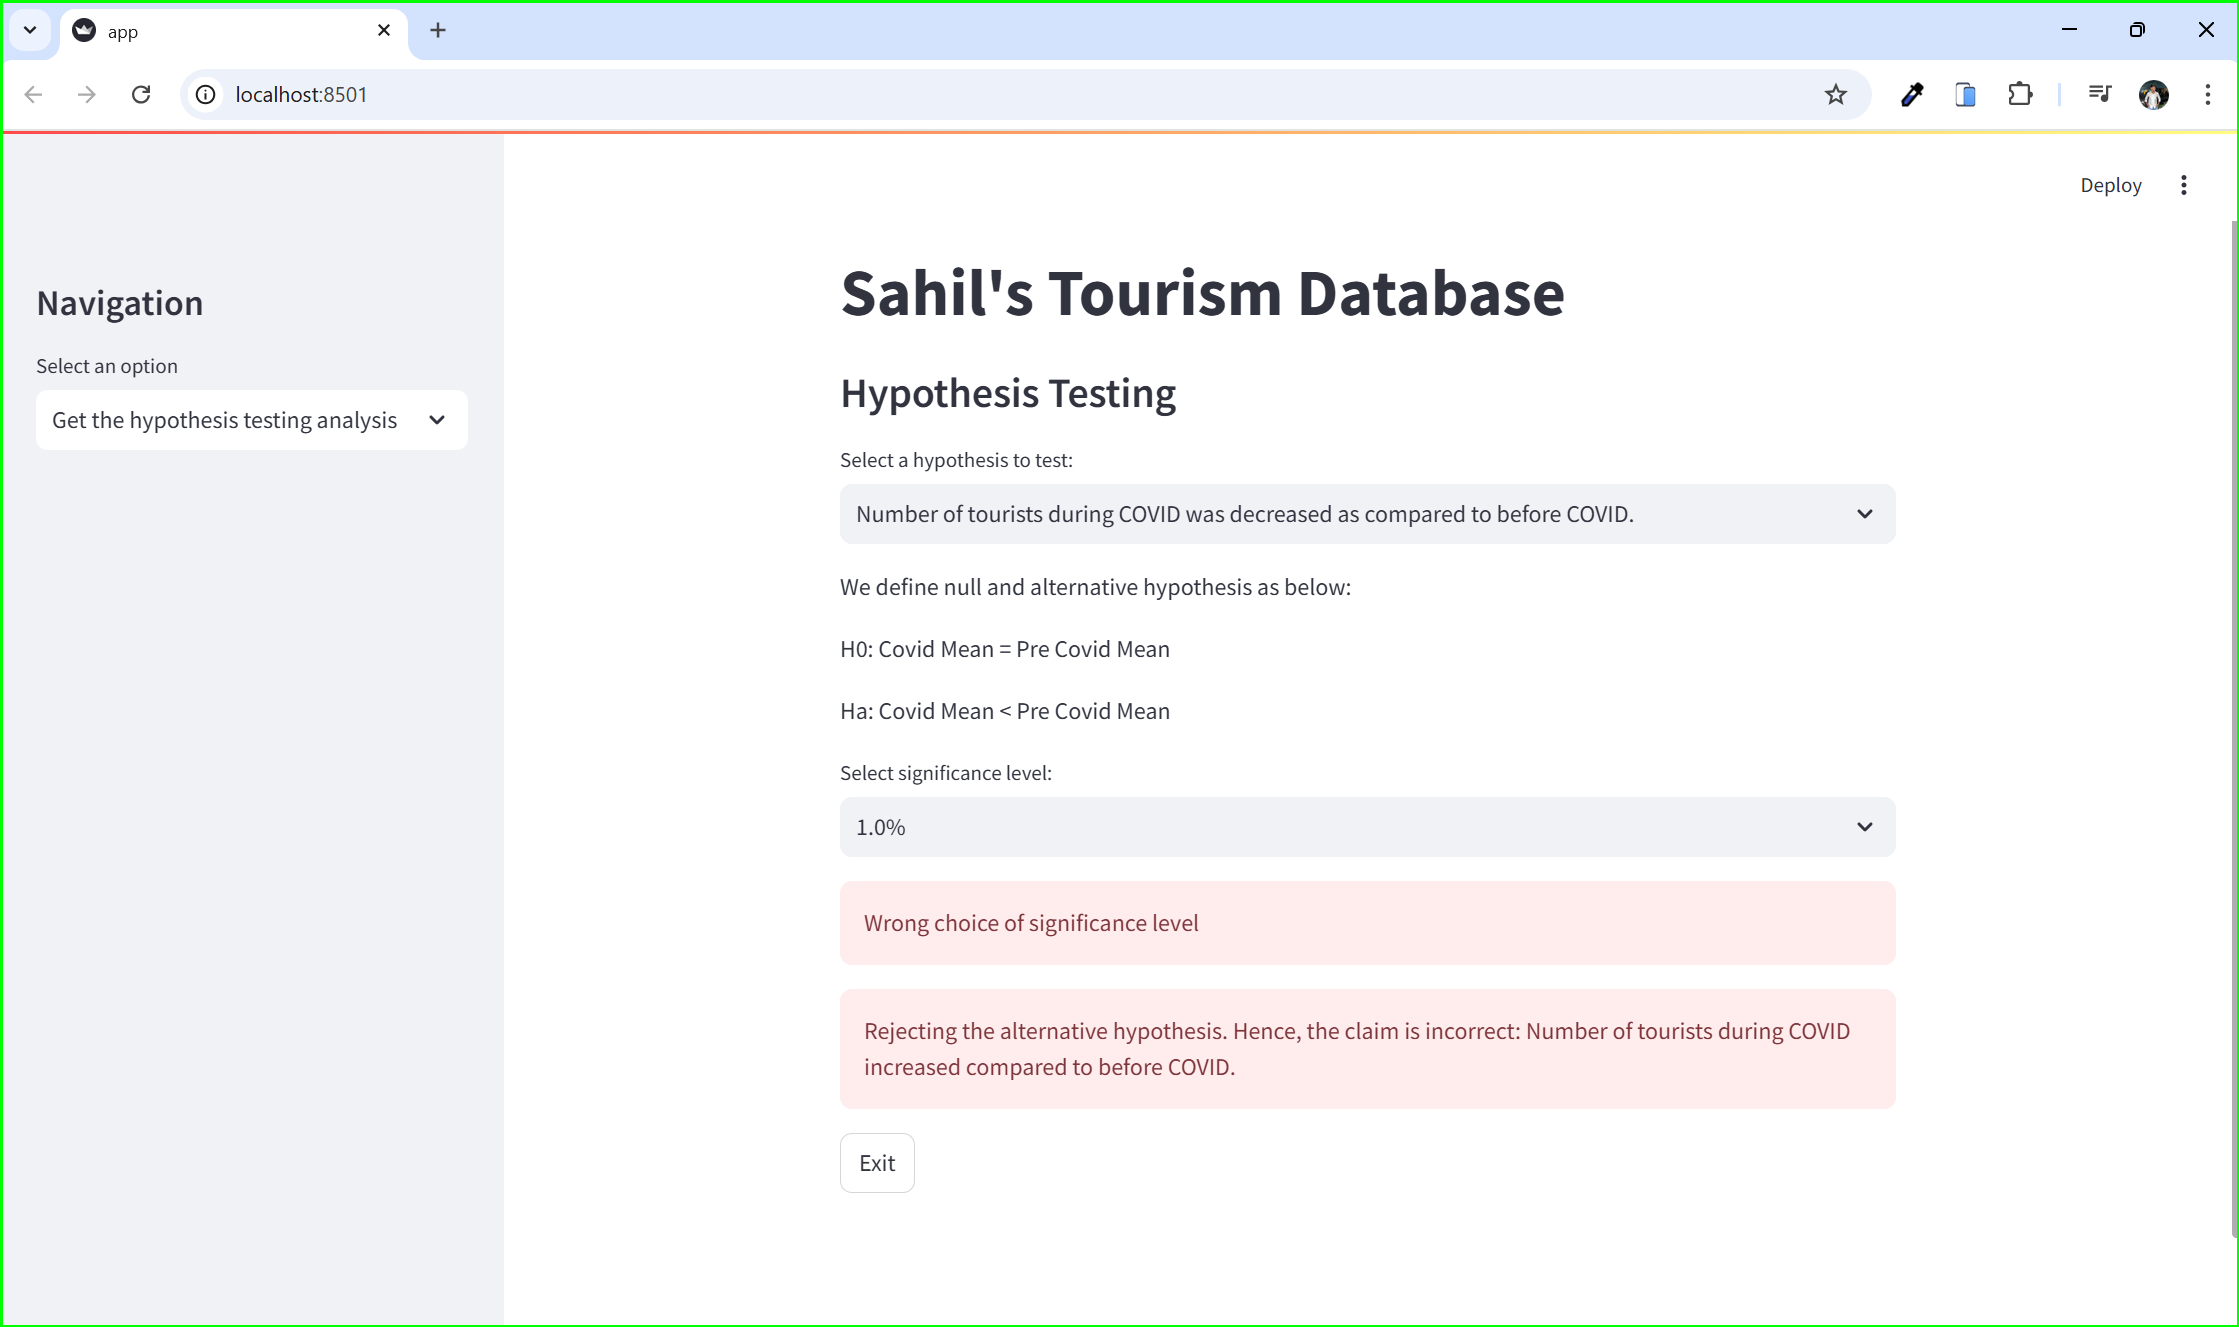 app
localhost:8501
Deploy
Navigation
Select an option
Get the hypothesis testing analysis
Sahil's Tourism Database
Hypothesis Testing
Select a hypothesis to test:
Number of tourists during COVID was decreased as compared to before COVID.
We define null and alternative hypothesis as below:
H0: Covid Mean = Pre Covid Mean
Ha: Covid Mean < Pre Covid Mean
Select significance level:
1.0%
Wrong choice of significance level
Rejecting the alternative hypothesis. Hence, the claim is incorrect: Number of tourists during COVID
increased compared to before COVID.
Exit